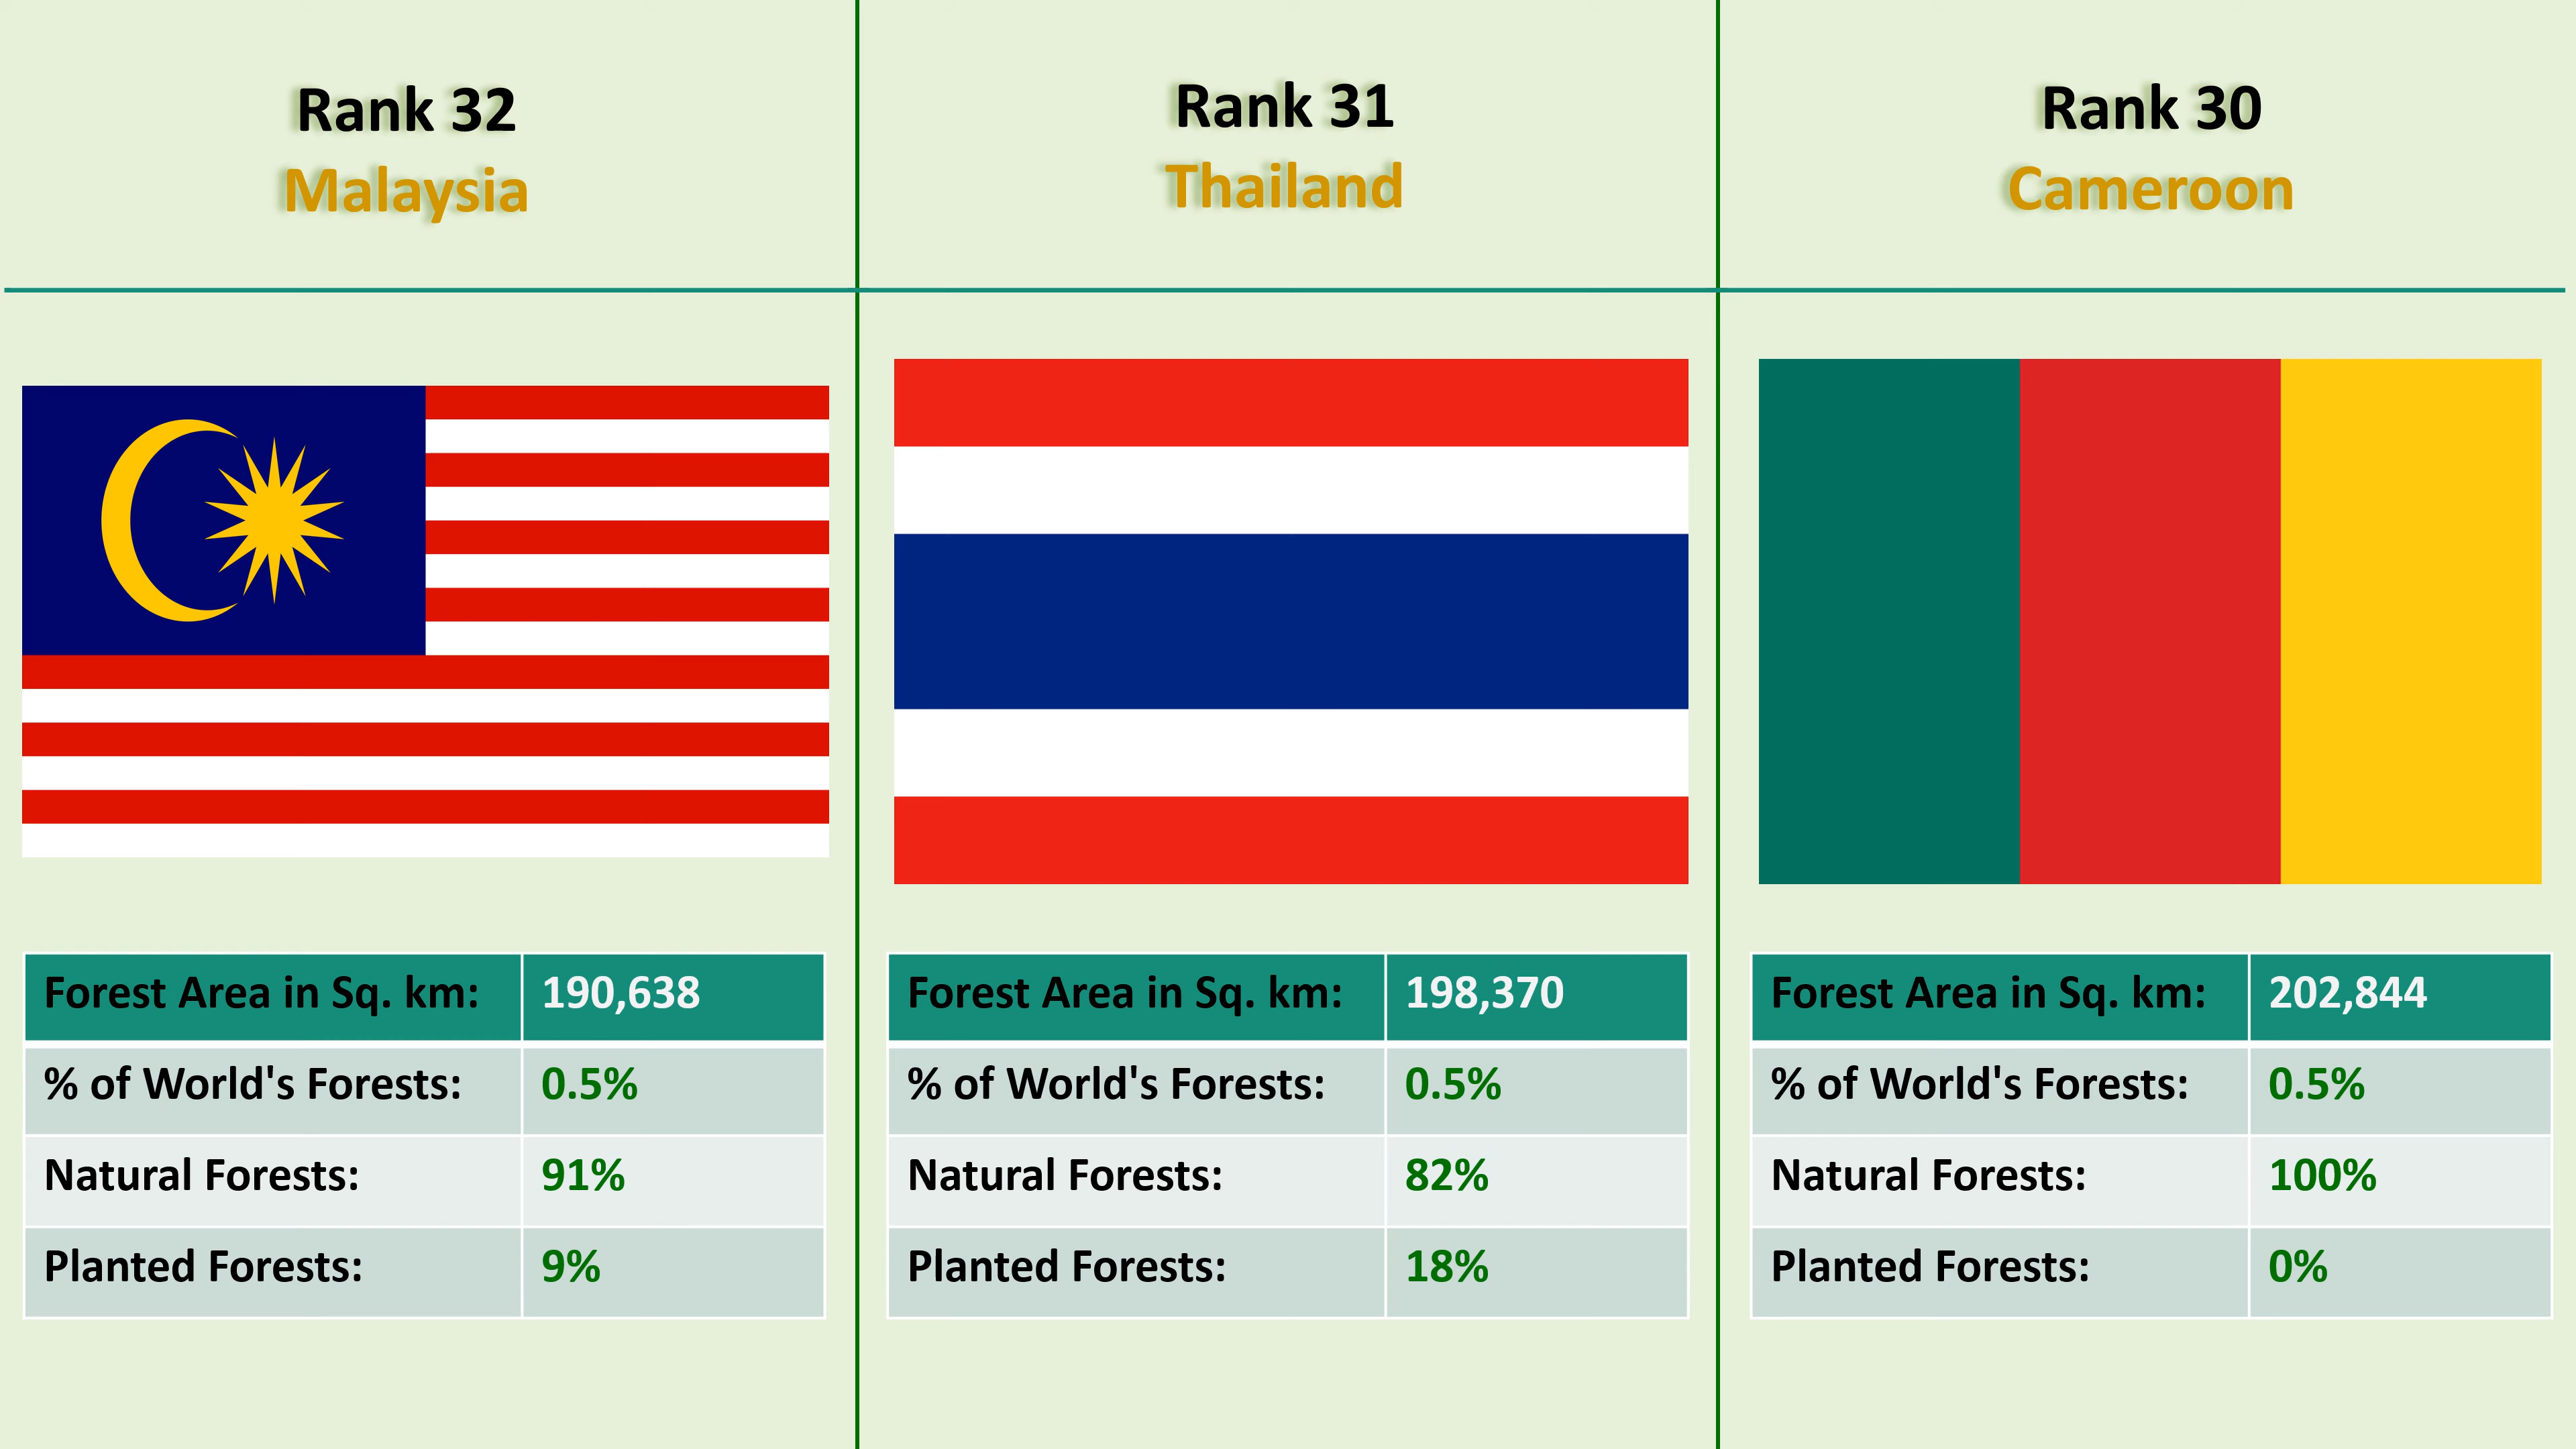 Rank 32
Malaysia
Forest Area in Sq. km: 190,638
% of World's Forests: 0.5%
Natural Forests: 91%
Planted Forests: 9%
Rank 31
Thailand
Forest Area in Sq. km: 198,370
% of World's Forests: 0.5%
Natural Forests: 82%
Planted Forests: 18%
Rank 30
Cameroon
Forest Area in Sq. km: 202,844
% of World's Forests: 0.5%
Natural Forests: 100%
Planted Forests: 0%